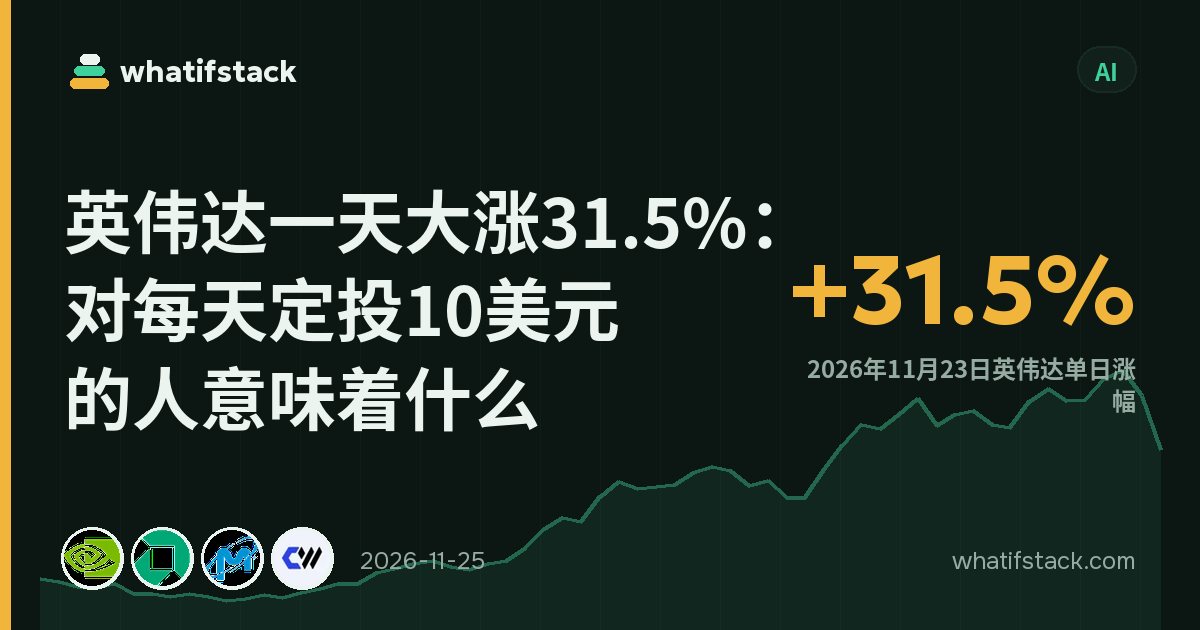 whatifstack
AI
英伟达一天大涨31.5%：
对每天定投10美元
的人意味着什么
+31.5%
2026年11月23日英伟达单日涨
幅
2026-11-25
whatifstack.com